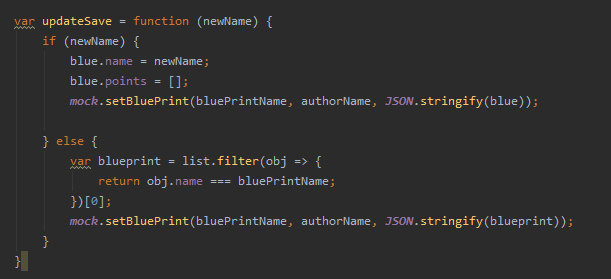 var updateSave = function (newName) {
    if (newName) {
        blue.name = newName;
        blue.points = [];
        mock.setBluePrint(bluePrintName, authorName, JSON.stringify(blue));
    } else {
        var blueprint = list.filter(obj => {
            return obj.name === bluePrintName;
        })[0];
        mock.setBluePrint(bluePrintName, authorName, JSON.stringify(blueprint));
    }
}